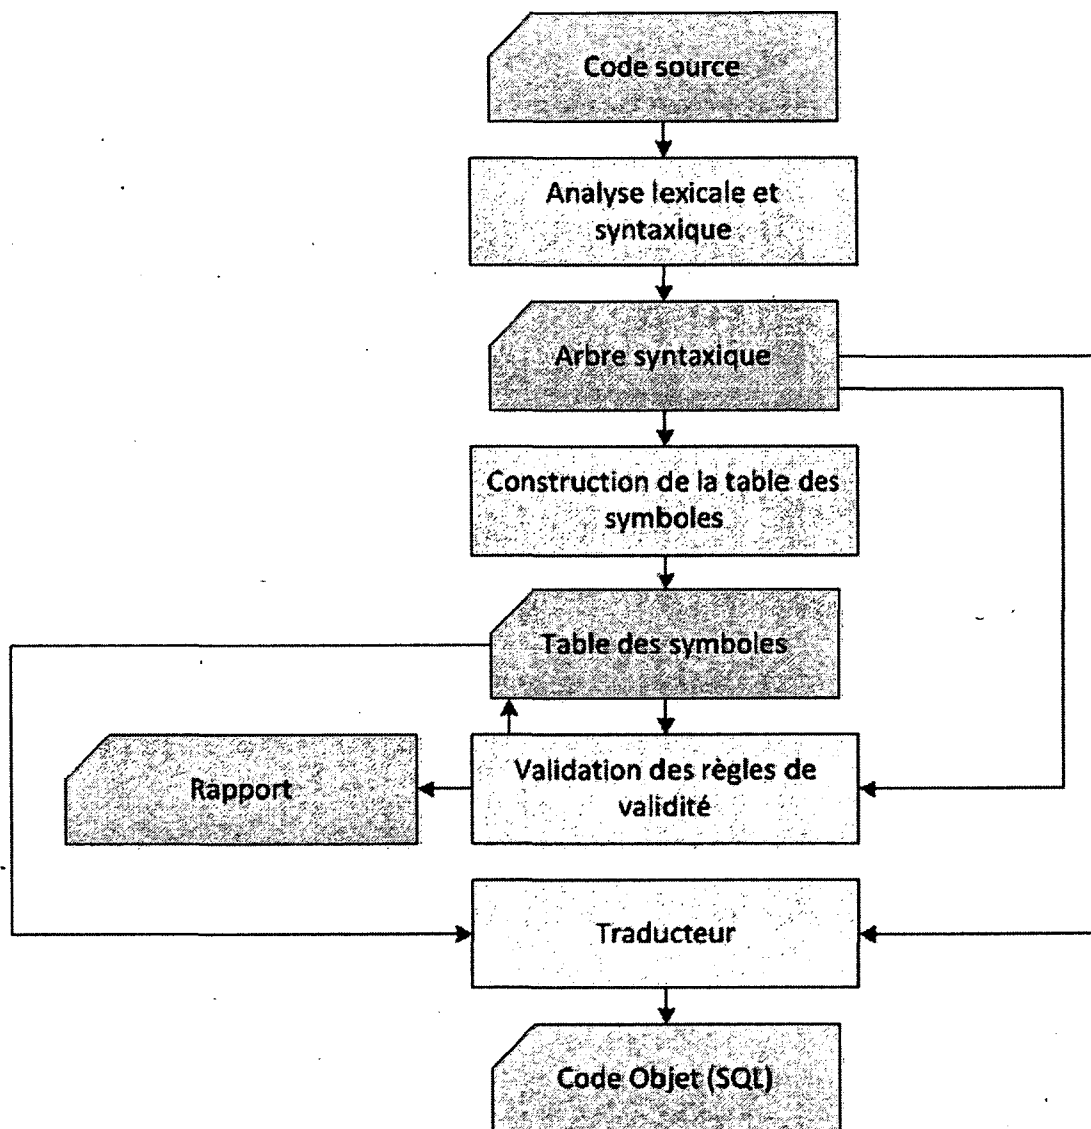 Code source
Analyse lexicale et
syntaxique
Arbre syntaxique
Construction de la table des
symboles
Table des symboles
Rapport
Validation des règles de
validité
Traducteur
Code Objet (SQL)